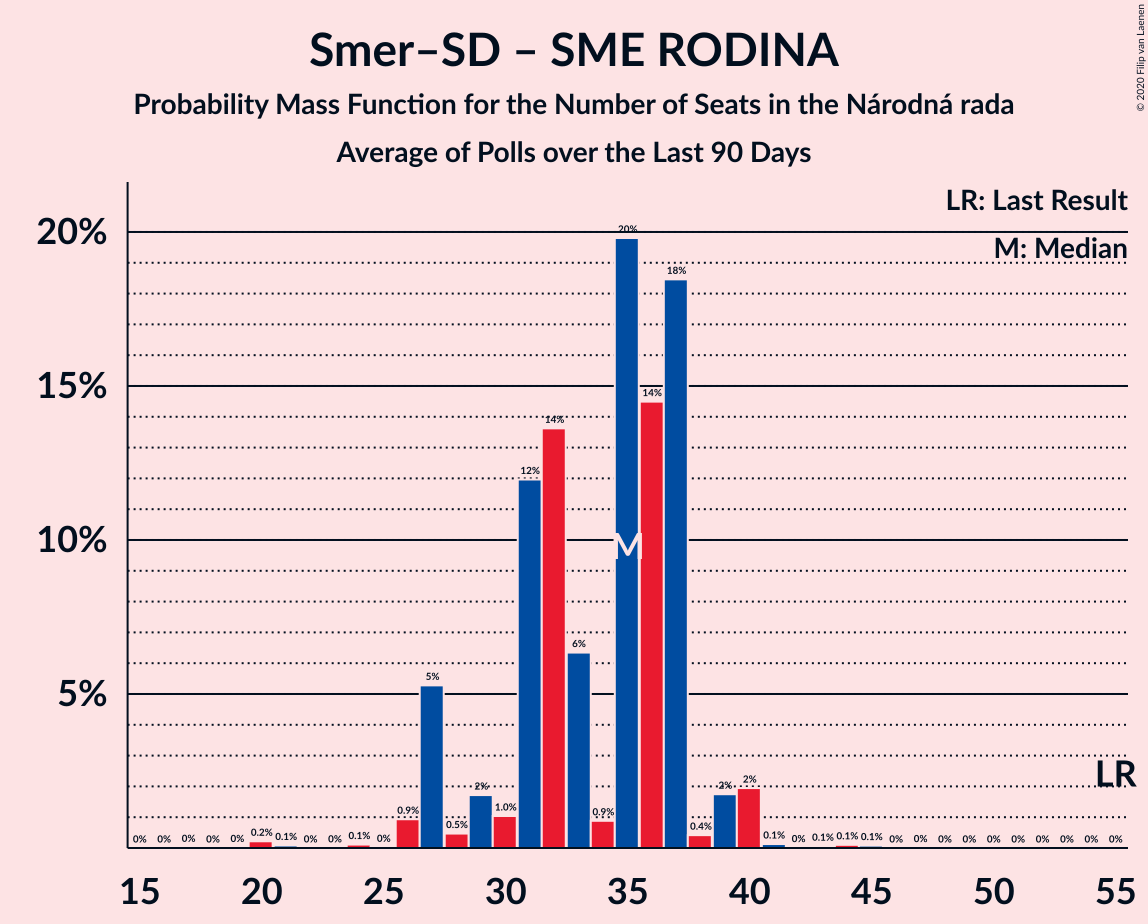 Smer–SD – SME RODINA
Probability Mass Function for the Number of Seats in the Národná rada
Average of Polls over the Last 90 Days
© 2020 Filip van Laenen
LR: Last Result
M: Median
20%
15%
10%
5%
0% 0% 0% 0% 0% 0.2% 0.1% 0% 0% 0.1% 0% 0.9% 5% 0.5% 2% 1.0% 12% 14% 6% 0.9% 20% 14% 18% 0.4% 2% 2% 0.1% 0% 0.1% 0.1% 0.1% 0% 0% 0% 0% 0% 0% 0% 0% 0% 0%
M
LR
15 20 25 30 35 40 45 50 55